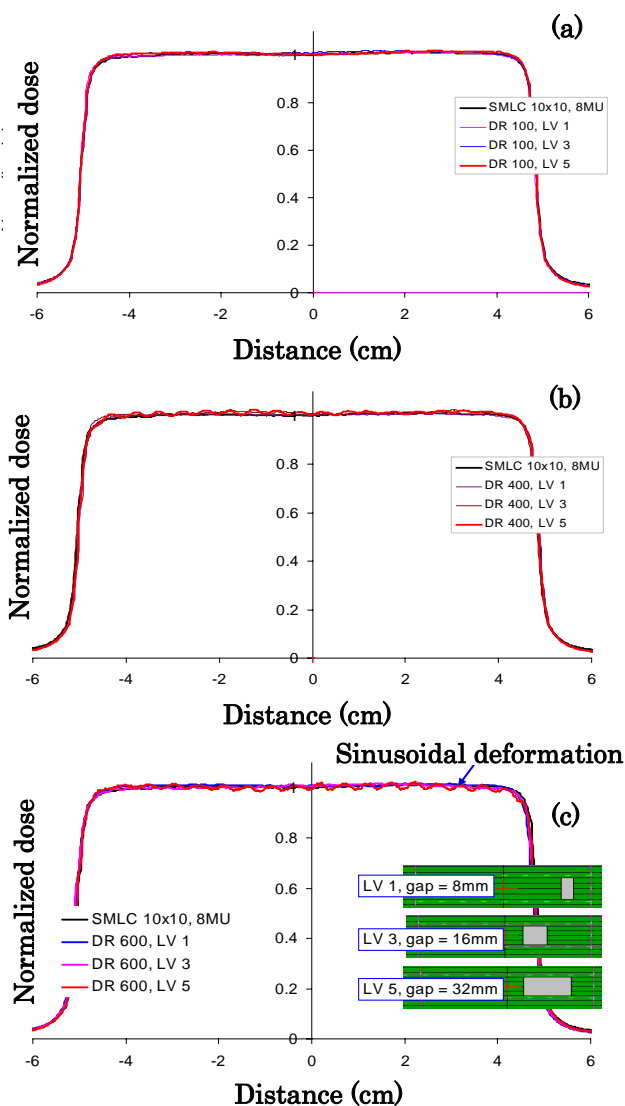 (a)
Normalized dose
0.8
0.6
0.4
0.2
0
SMLC 10x10, 8MU
DR 100, LV 1
DR 100, LV 3
DR 100, LV 5
-6 -4 -2 0 2 4 6
Distance (cm)
(b)
Normalized dose
1
0.8
0.6
0.4
0.2
0
SMLC 10x10, 8MU
DR 400, LV 1
DR 400, LV 3
DR 400, LV 5
-6 -4 -2 0 2 4 6
Distance (cm)
Sinusoidal deformation
(c)
Normalized dose
1
0.8
0.6
0.4
0.2
0
LV 1, gap = 8mm
LV 3, gap = 16mm
LV 5, gap = 32mm
SMLC 10x10, 8MU
DR 600, LV 1
DR 600, LV 3
DR 600, LV 5
-6 -4 -2 0 2 4 6
Distance (cm)